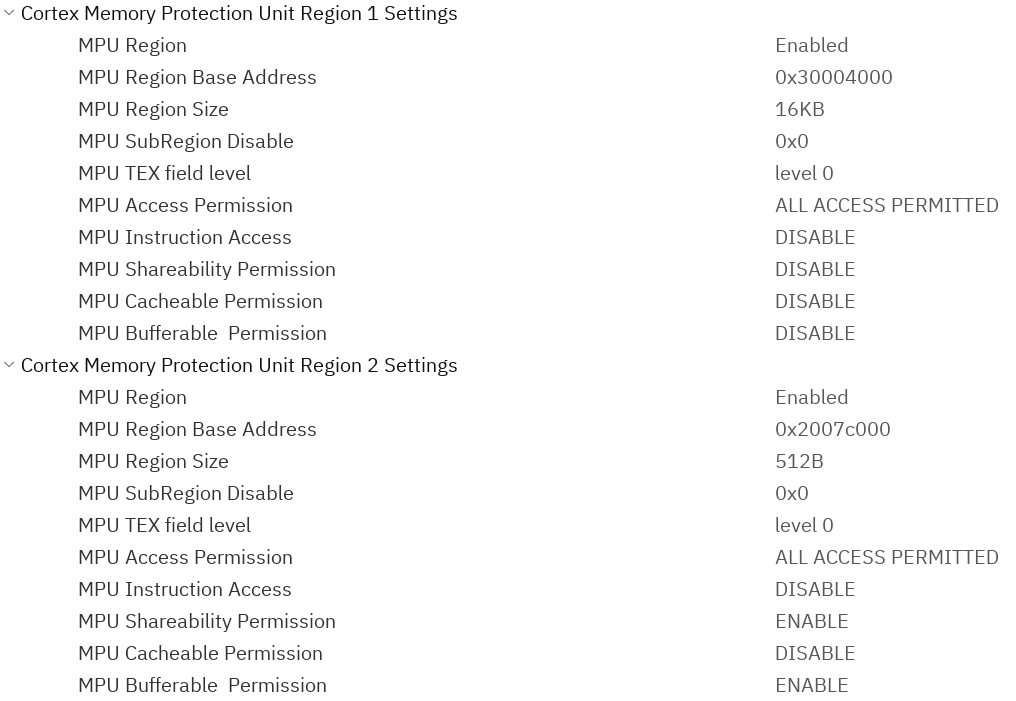 Cortex Memory Protection Unit Region 1 Settings
MPU Region Enabled
MPU Region Base Address 0x30004000
MPU Region Size 16KB
MPU SubRegion Disable 0x0
MPU TEX field level level 0
MPU Access Permission ALL ACCESS PERMITTED
MPU Instruction Access DISABLE
MPU Shareability Permission DISABLE
MPU Cacheable Permission DISABLE
MPU Bufferable  Permission DISABLE
Cortex Memory Protection Unit Region 2 Settings
MPU Region Enabled
MPU Region Base Address 0x2007c000
MPU Region Size 512B
MPU SubRegion Disable 0x0
MPU TEX field level level 0
MPU Access Permission ALL ACCESS PERMITTED
MPU Instruction Access DISABLE
MPU Shareability Permission ENABLE
MPU Cacheable Permission DISABLE
MPU Bufferable  Permission ENABLE